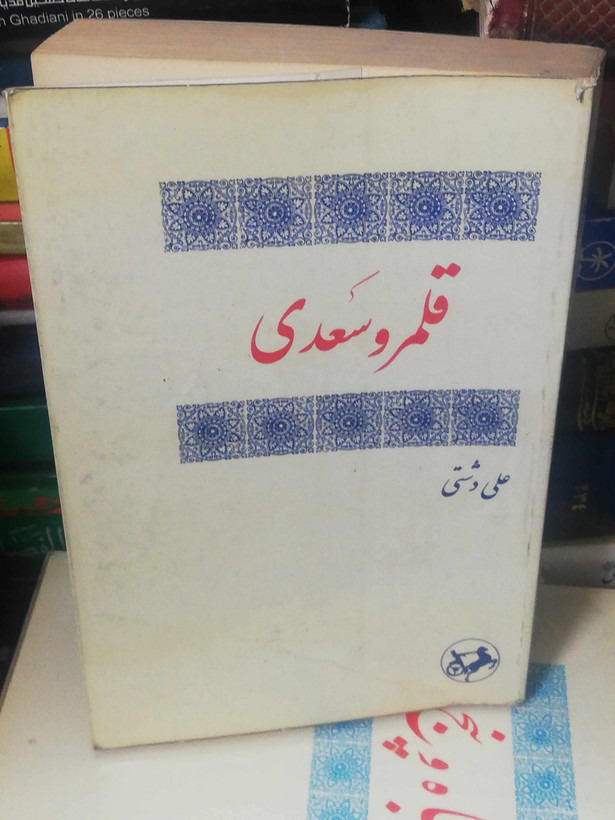 n Ghadiani in 26 pieces
قلمرو سعدی
علی دشتی